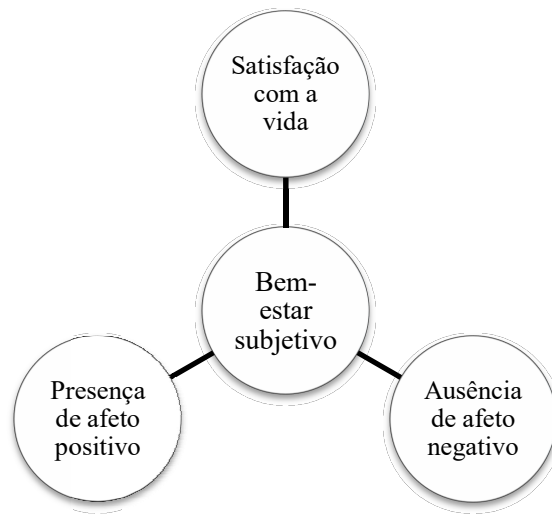 Satisfação
com a
vida
Bem-
estar
subjetivo
Presença
de afeto
positivo
Ausência
de afeto
negativo